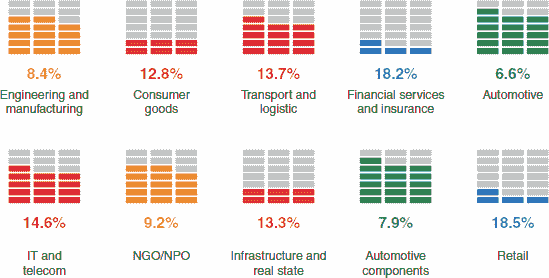 8.4% 12.8% 13.7% 18.2% 6.6%
Engineering and manufacturing
Consumer goods
Transport and logistic
Financial services and insurance
Automotive
14.6% 9.2% 13.3% 7.9% 18.5%
IT and telecom
NGO/NPO
Infrastructure and real state
Automotive components
Retail